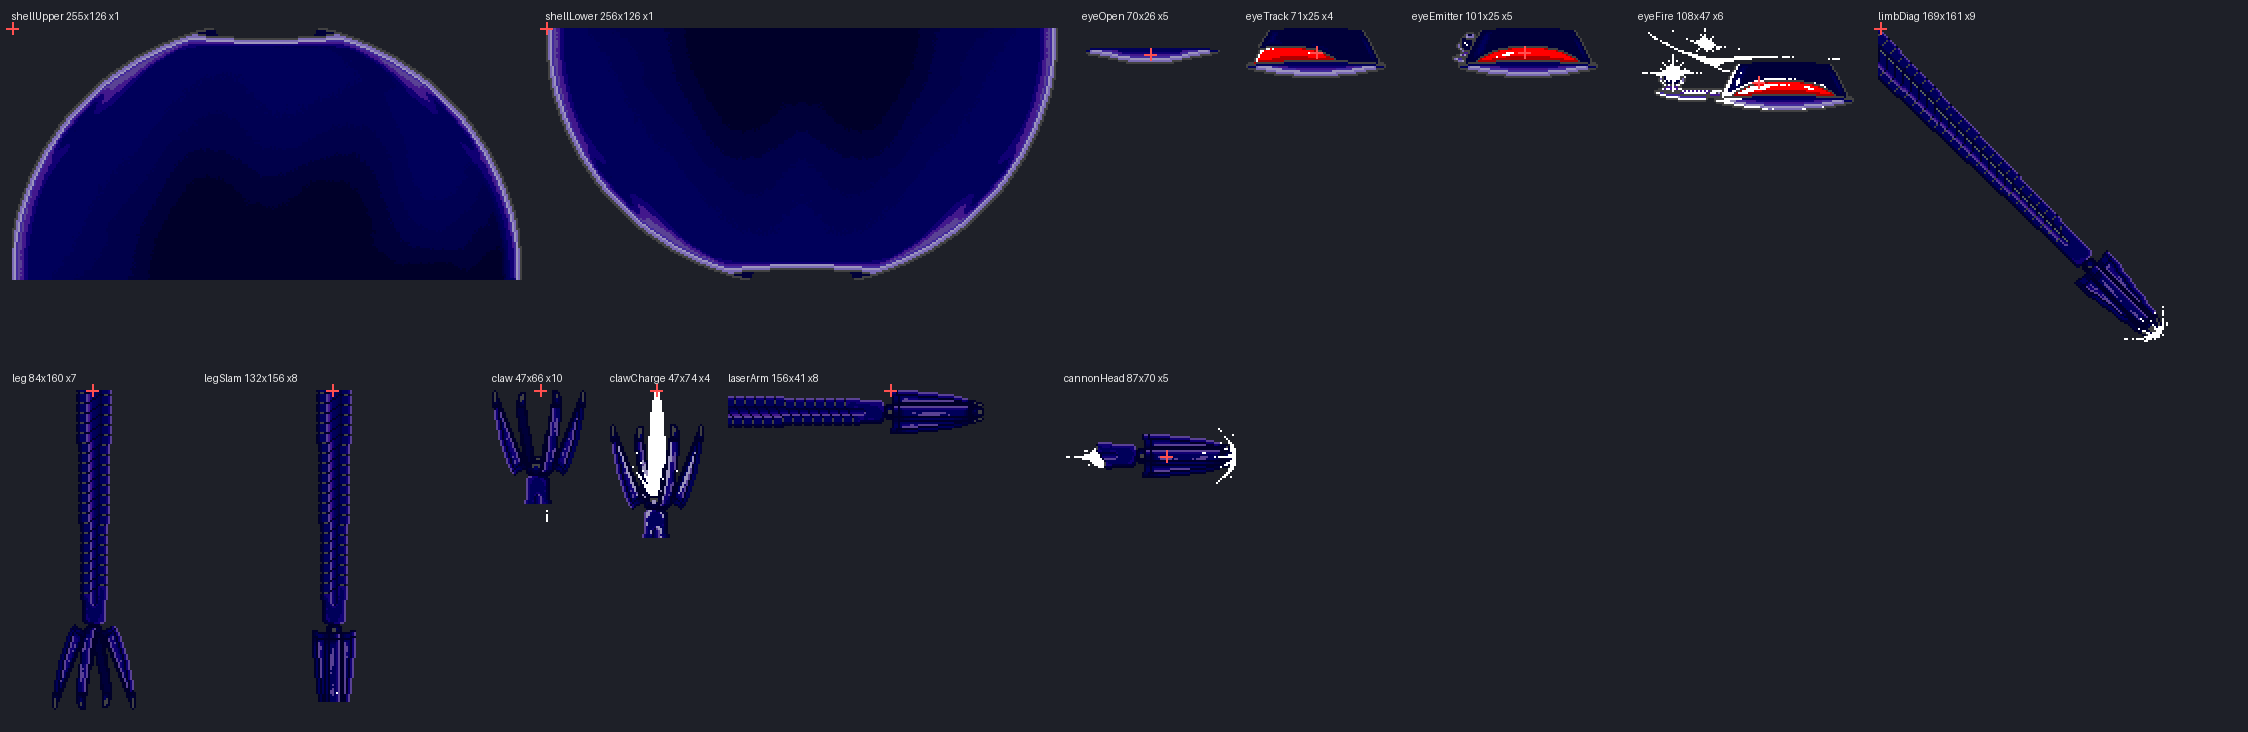 shellUpper 255x126 x1
shellLower 256x126 x1
eyeOpen 70x26 x5
eyeTrack 71x25 x4
eyeEmitter 101x25 x5
eyeFire 108x47 x6
limbDiag 169x161 x9
leg 84x160 x7
legSlam 132x156 x8
claw 47x66 x10
clawCharge 47x74 x4
laserArm 156x41 x8
cannonHead 87x70 x5